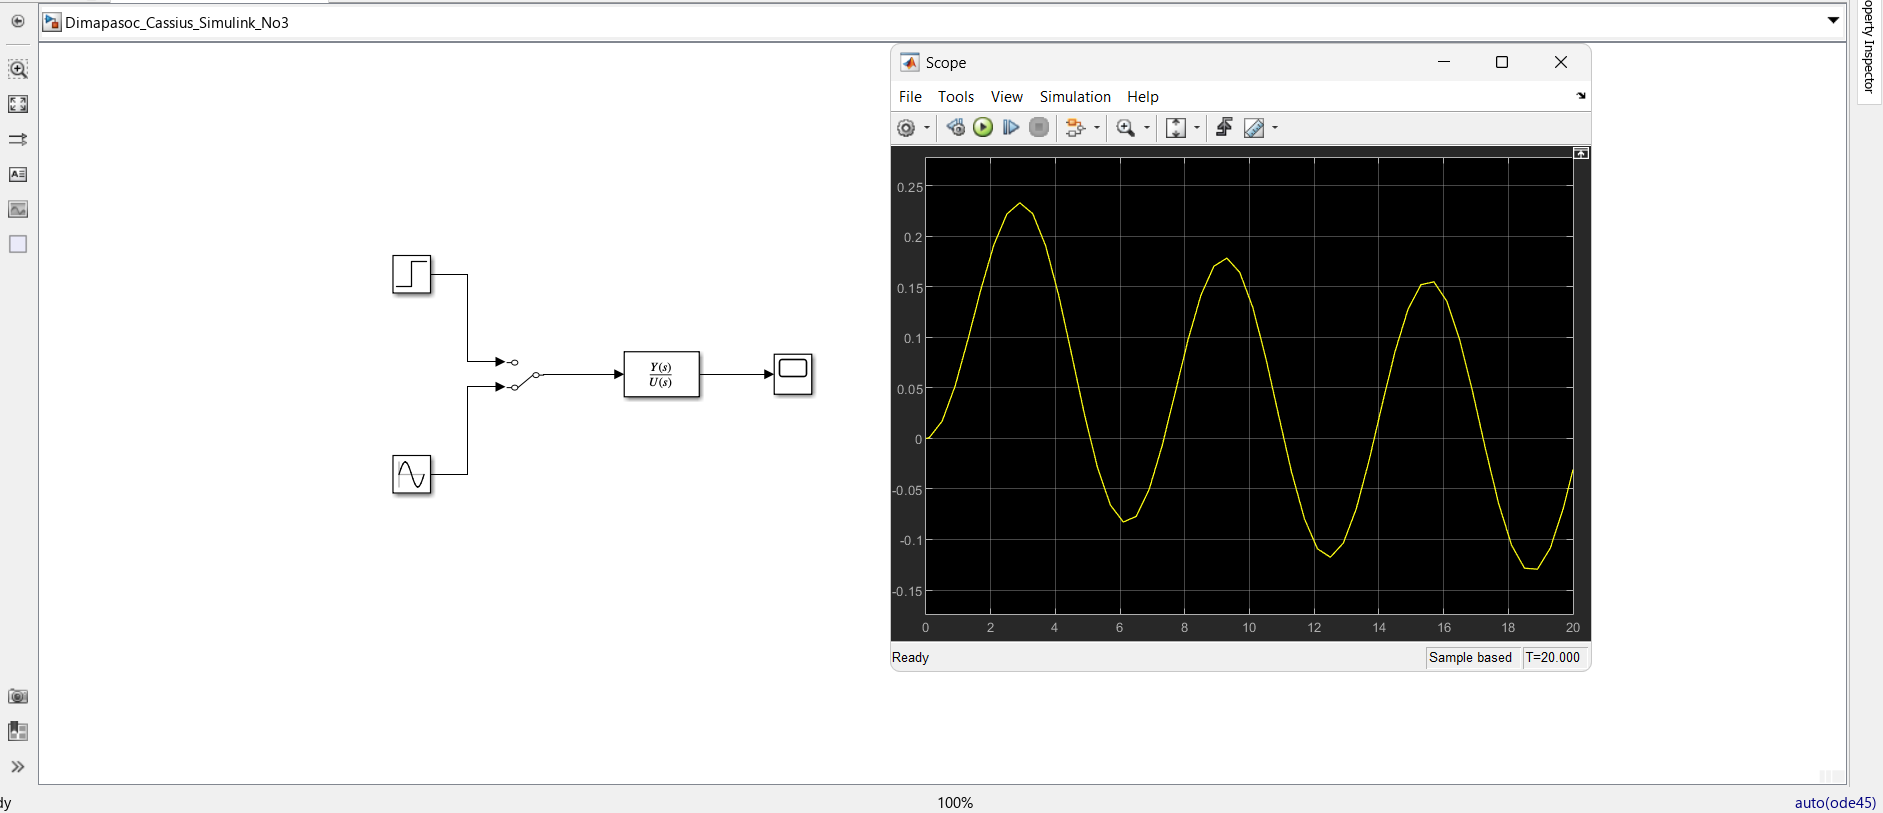 Dimapasoc_Cassius_Simulink_No3
operty Inspector
Scope
File Tools View Simulation Help
0.25
0.2
0.15
0.1
0.05
0
-0.05
-0.1
-0.15
0 2 4 6 8 10 12 14 16 18 20
Ready Sample based T=20.000
Y(s)
U(s)
AΞ
dy 100% auto(ode45)